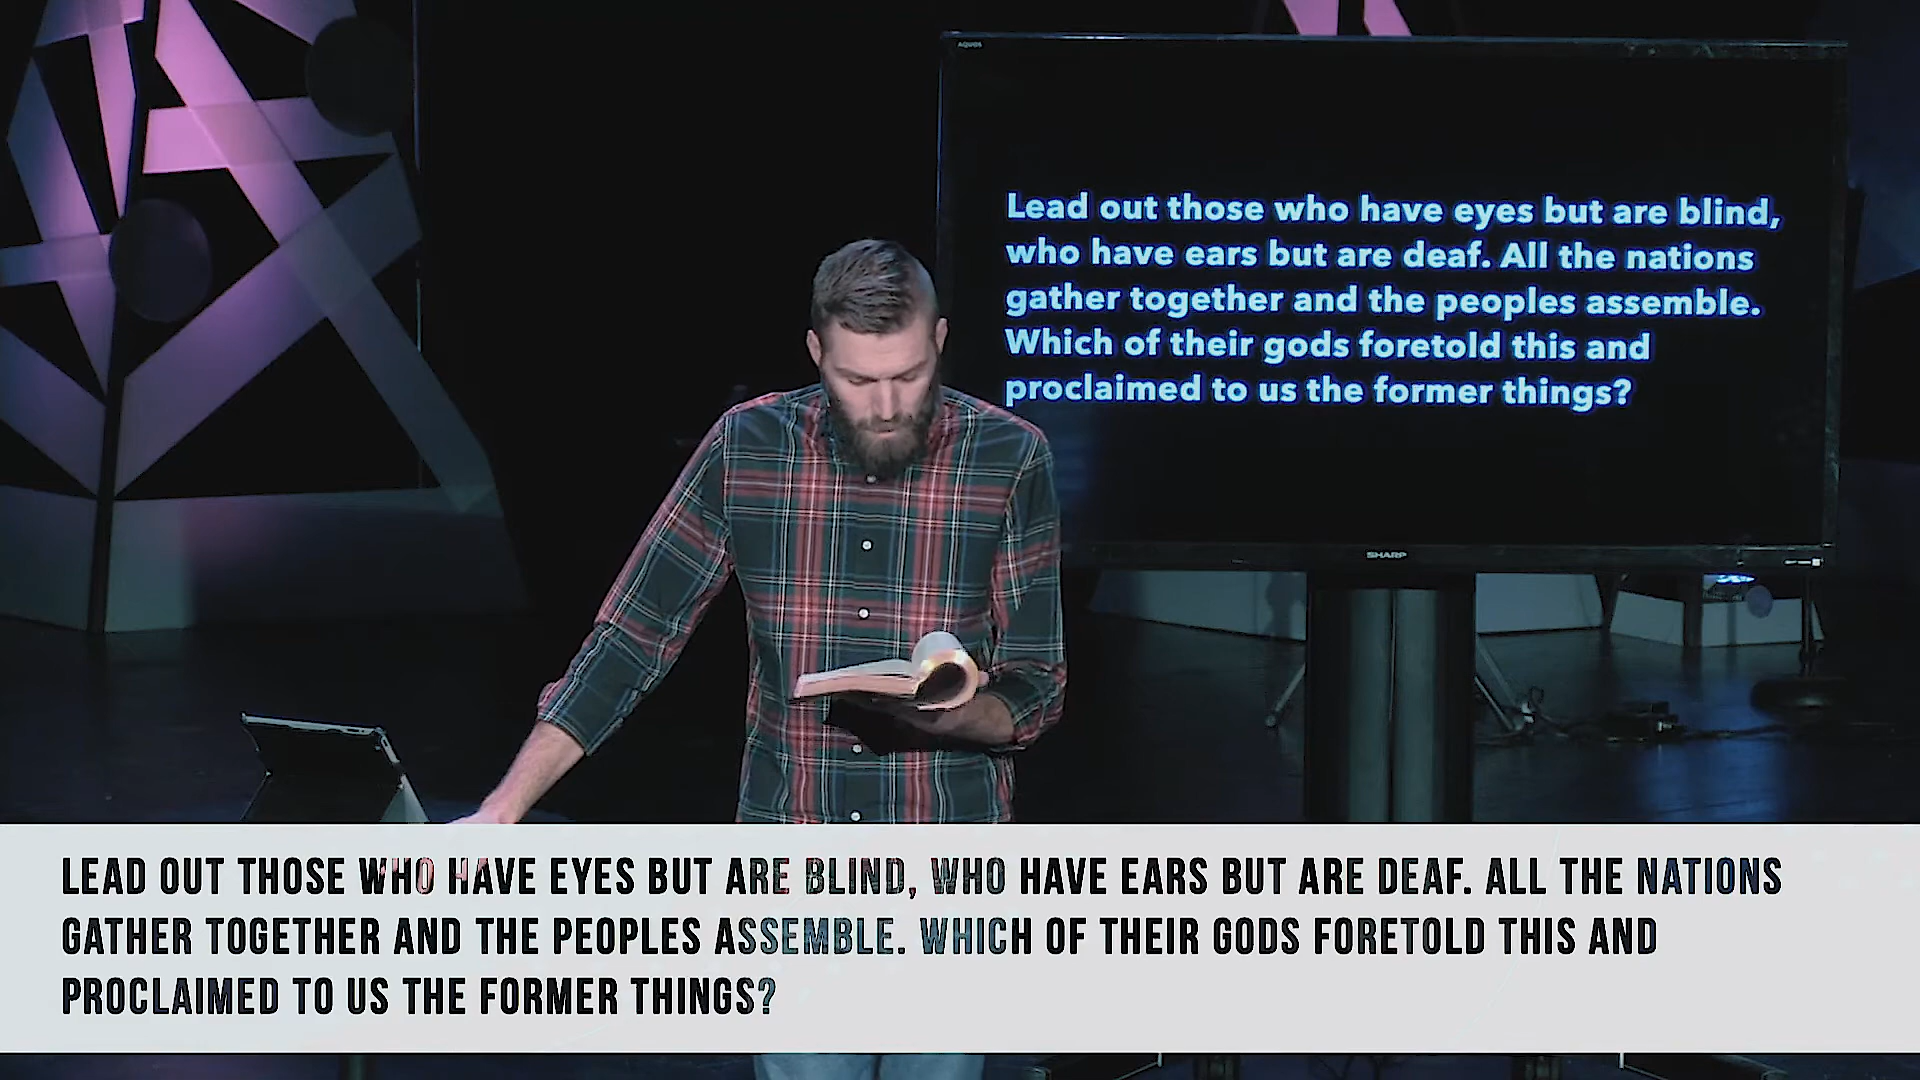 AQUOS
Lead out those who have eyes but are blind,
who have ears but are deaf. All the nations
gather together and the peoples assemble.
Which of their gods foretold this and
proclaimed to us the former things?
SHARP
LEAD OUT THOSE WHO HAVE EYES BUT ARE BLIND, WHO HAVE EARS BUT ARE DEAF. ALL THE NATIONS
GATHER TOGETHER AND THE PEOPLES ASSEMBLE. WHICH OF THEIR GODS FORETOLD THIS AND
PROCLAIMED TO US THE FORMER THINGS?